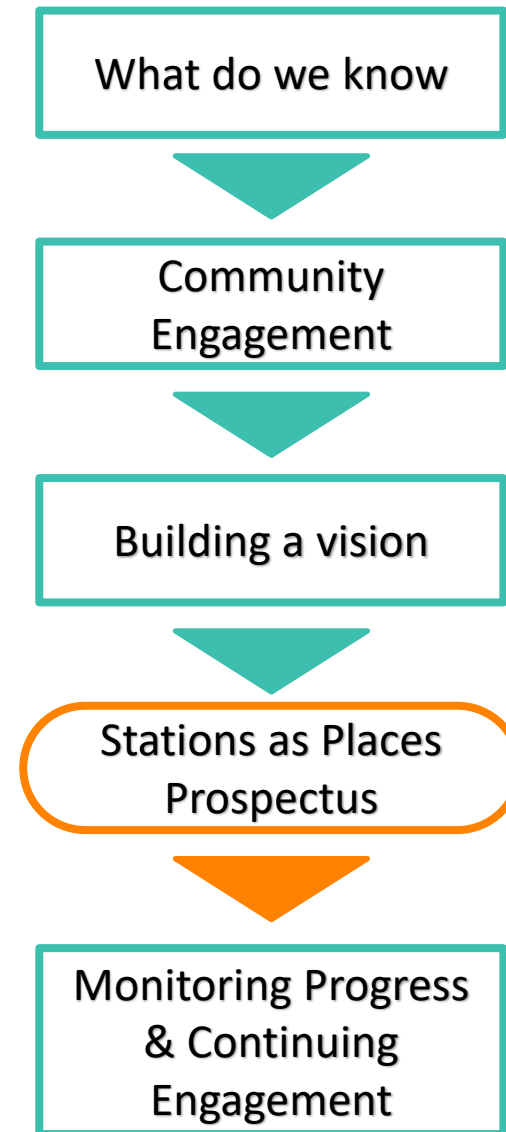 What do we know
Community
Engagement
Building a vision
Stations as Places
Prospectus
Monitoring Progress
& Continuing
Engagement